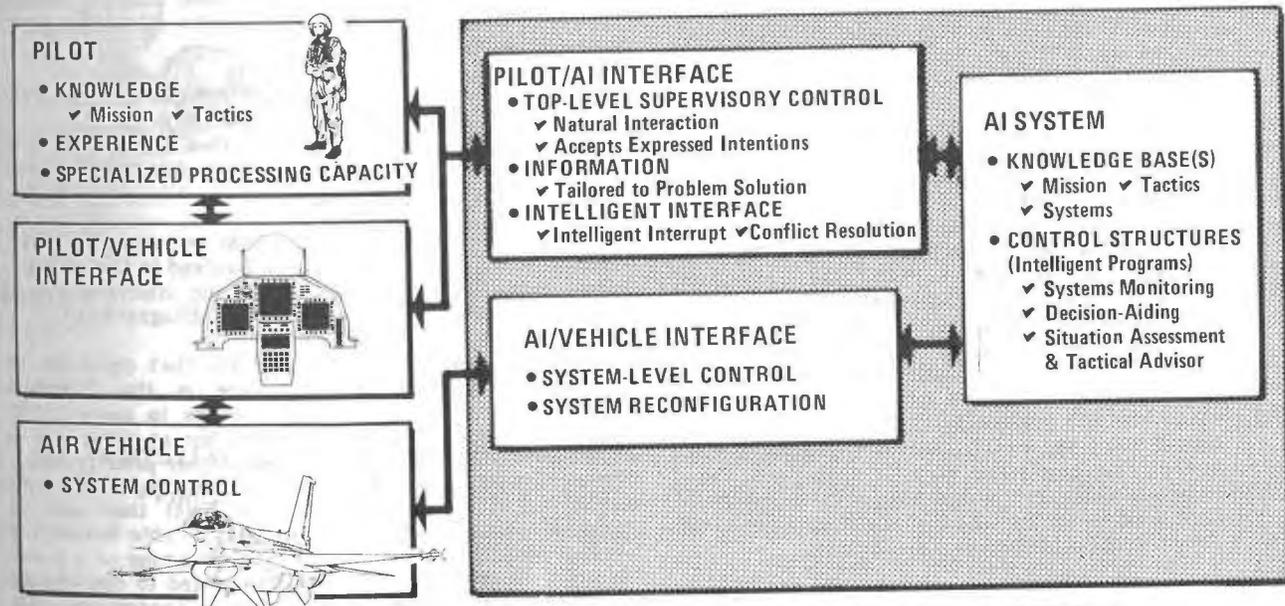 PILOT
• KNOWLEDGE
✔ Mission ✔ Tactics
• EXPERIENCE
• SPECIALIZED PROCESSING CAPACITY
PILOT/VEHICLE
INTERFACE
AIR VEHICLE
• SYSTEM CONTROL
PILOT/AI INTERFACE
• TOP-LEVEL SUPERVISORY CONTROL
✔ Natural Interaction
✔ Accepts Expressed Intentions
• INFORMATION
✔ Tailored to Problem Solution
• INTELLIGENT INTERFACE
✔ Intelligent Interrupt ✔ Conflict Resolution
AI/VEHICLE INTERFACE
• SYSTEM-LEVEL CONTROL
• SYSTEM RECONFIGURATION
AI SYSTEM
• KNOWLEDGE BASE(S)
✔ Mission ✔ Tactics
✔ Systems
• CONTROL STRUCTURES
(Intelligent Programs)
✔ Systems Monitoring
✔ Decision-Aiding
✔ Situation Assessment
& Tactical Advisor